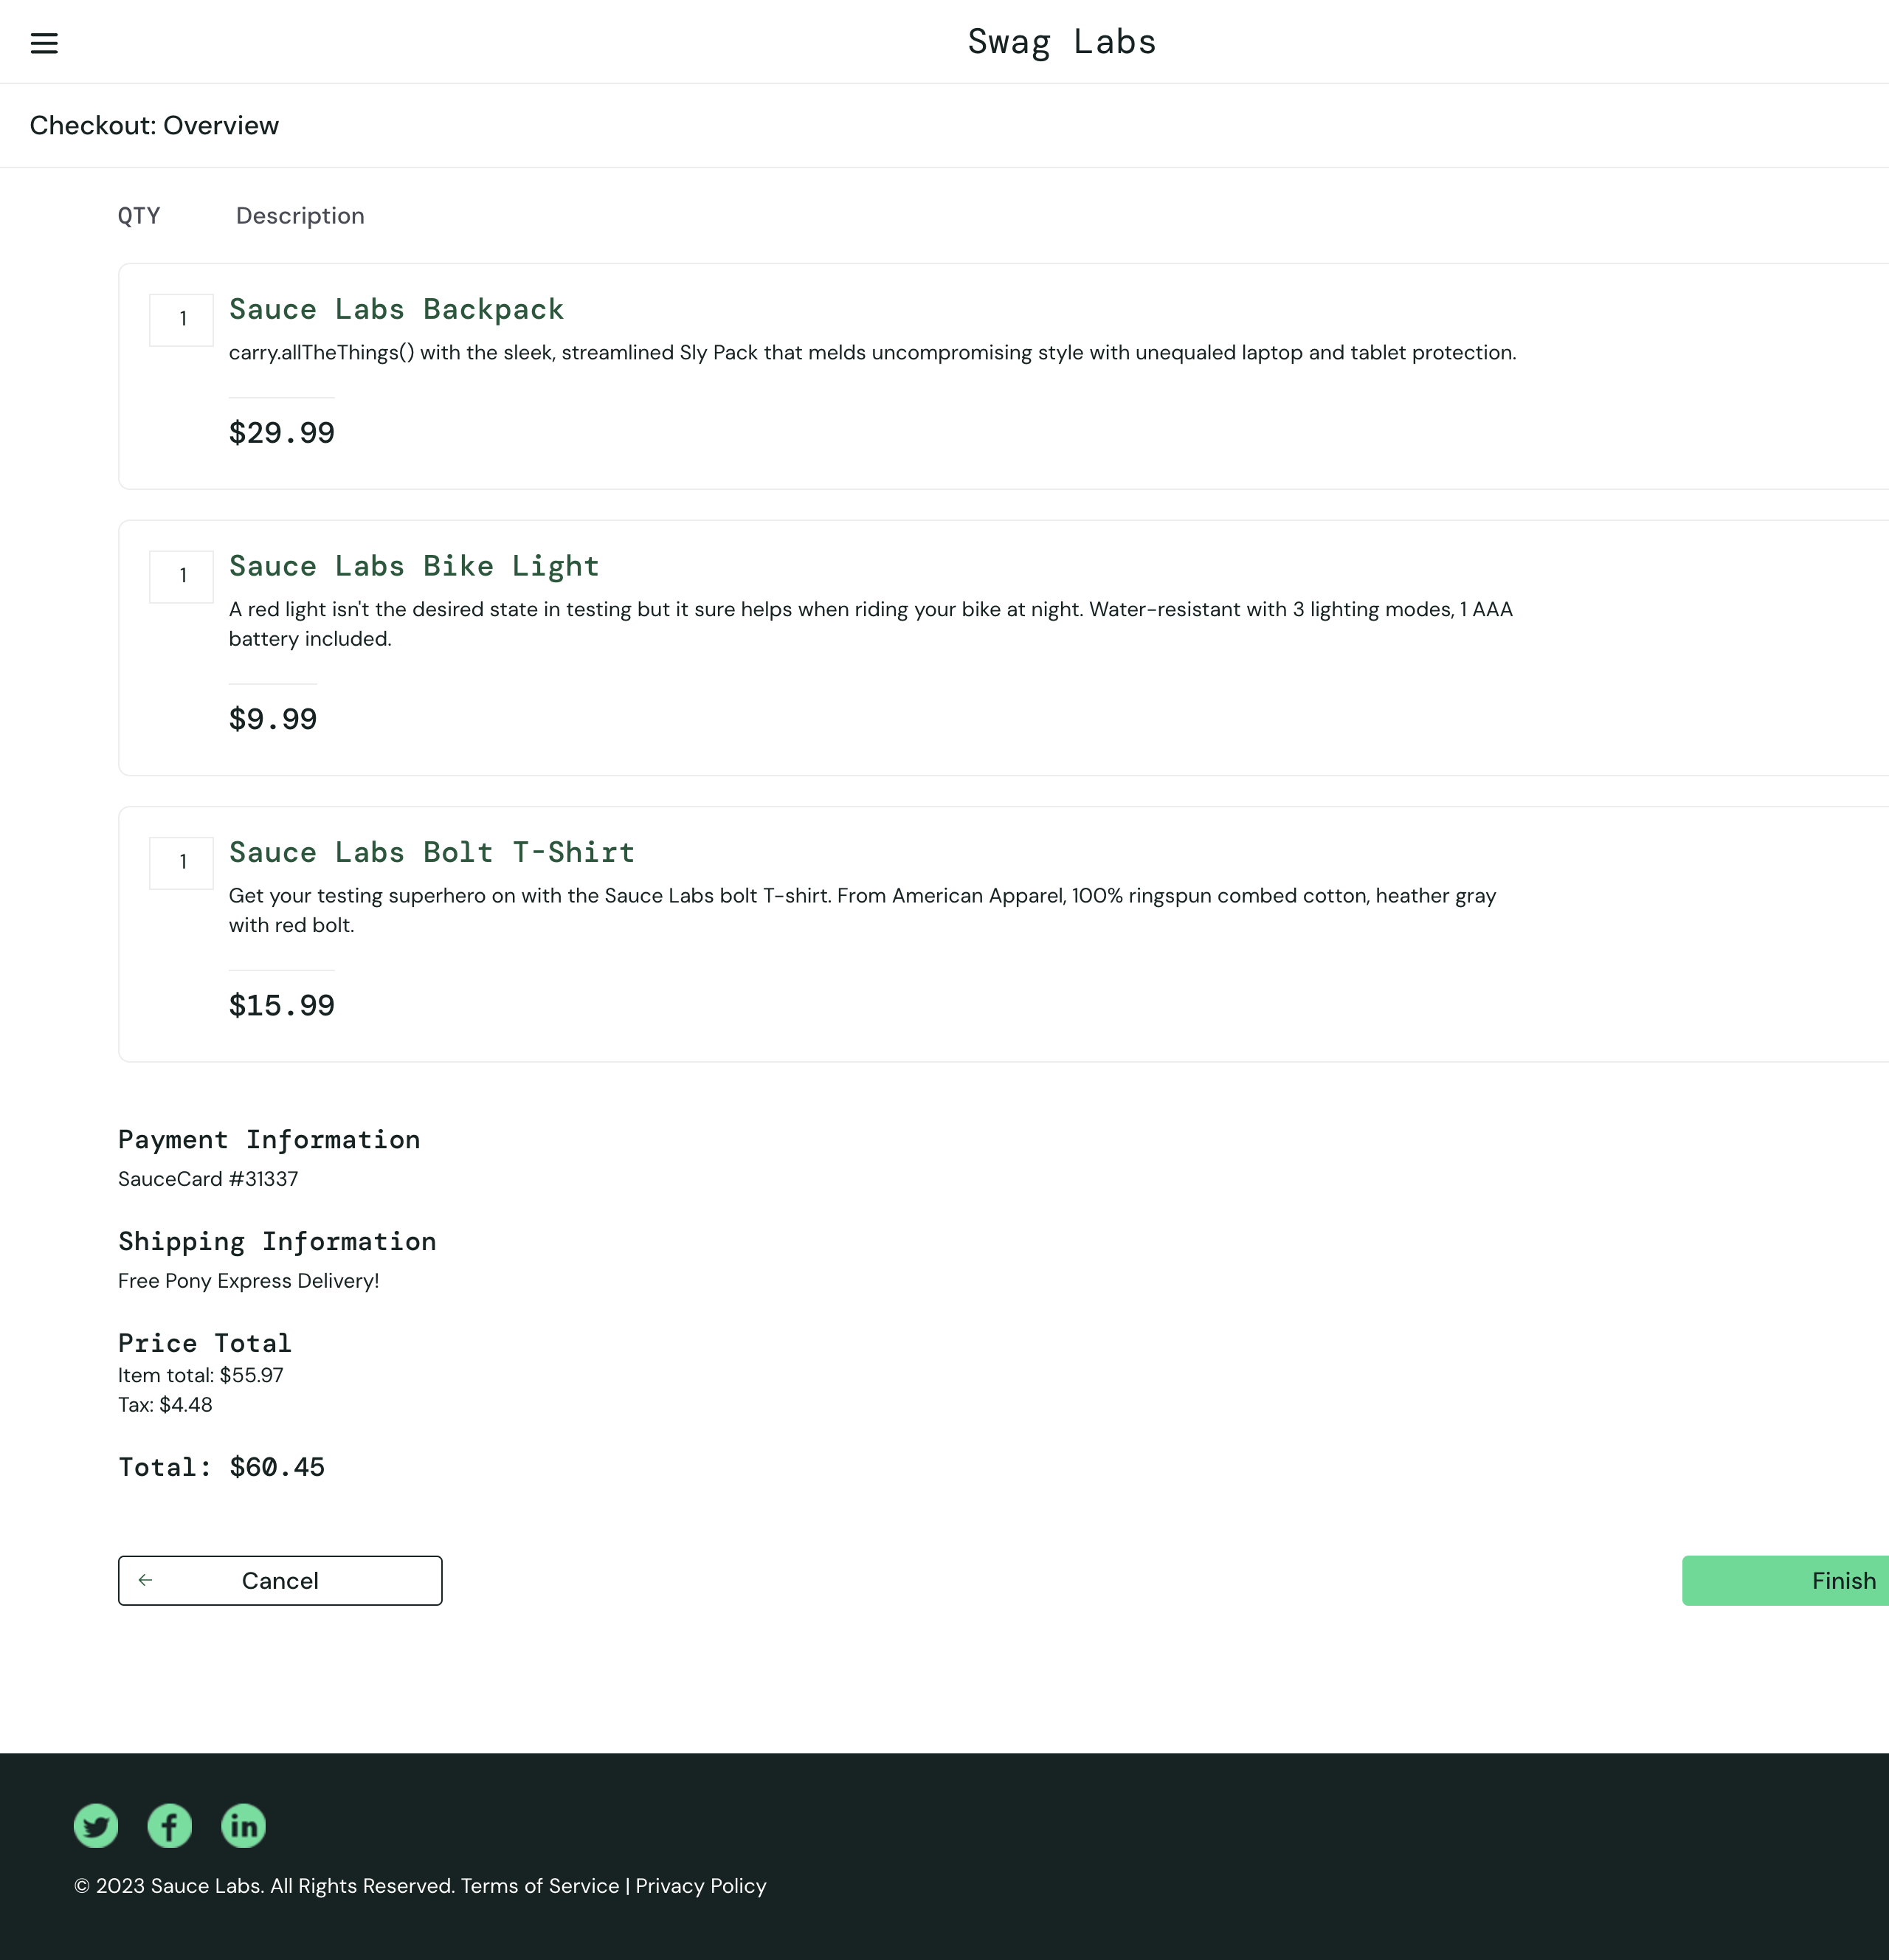 Swag Labs
Checkout: Overview
QTY Description
1
Sauce Labs Backpack
carry.allTheThings() with the sleek, streamlined Sly Pack that melds uncompromising style with unequaled laptop and tablet protection.
$29.99
1
Sauce Labs Bike Light
A red light isn't the desired state in testing but it sure helps when riding your bike at night. Water-resistant with 3 lighting modes, 1 AAA
battery included.
$9.99
1
Sauce Labs Bolt T-Shirt
Get your testing superhero on with the Sauce Labs bolt T-shirt. From American Apparel, 100% ringspun combed cotton, heather gray
with red bolt.
$15.99
Payment Information
SauceCard #31337
Shipping Information
Free Pony Express Delivery!
Price Total
Item total: $55.97
Tax: $4.48
Total: $60.45
Cancel
Finish
© 2023 Sauce Labs. All Rights Reserved. Terms of Service | Privacy Policy